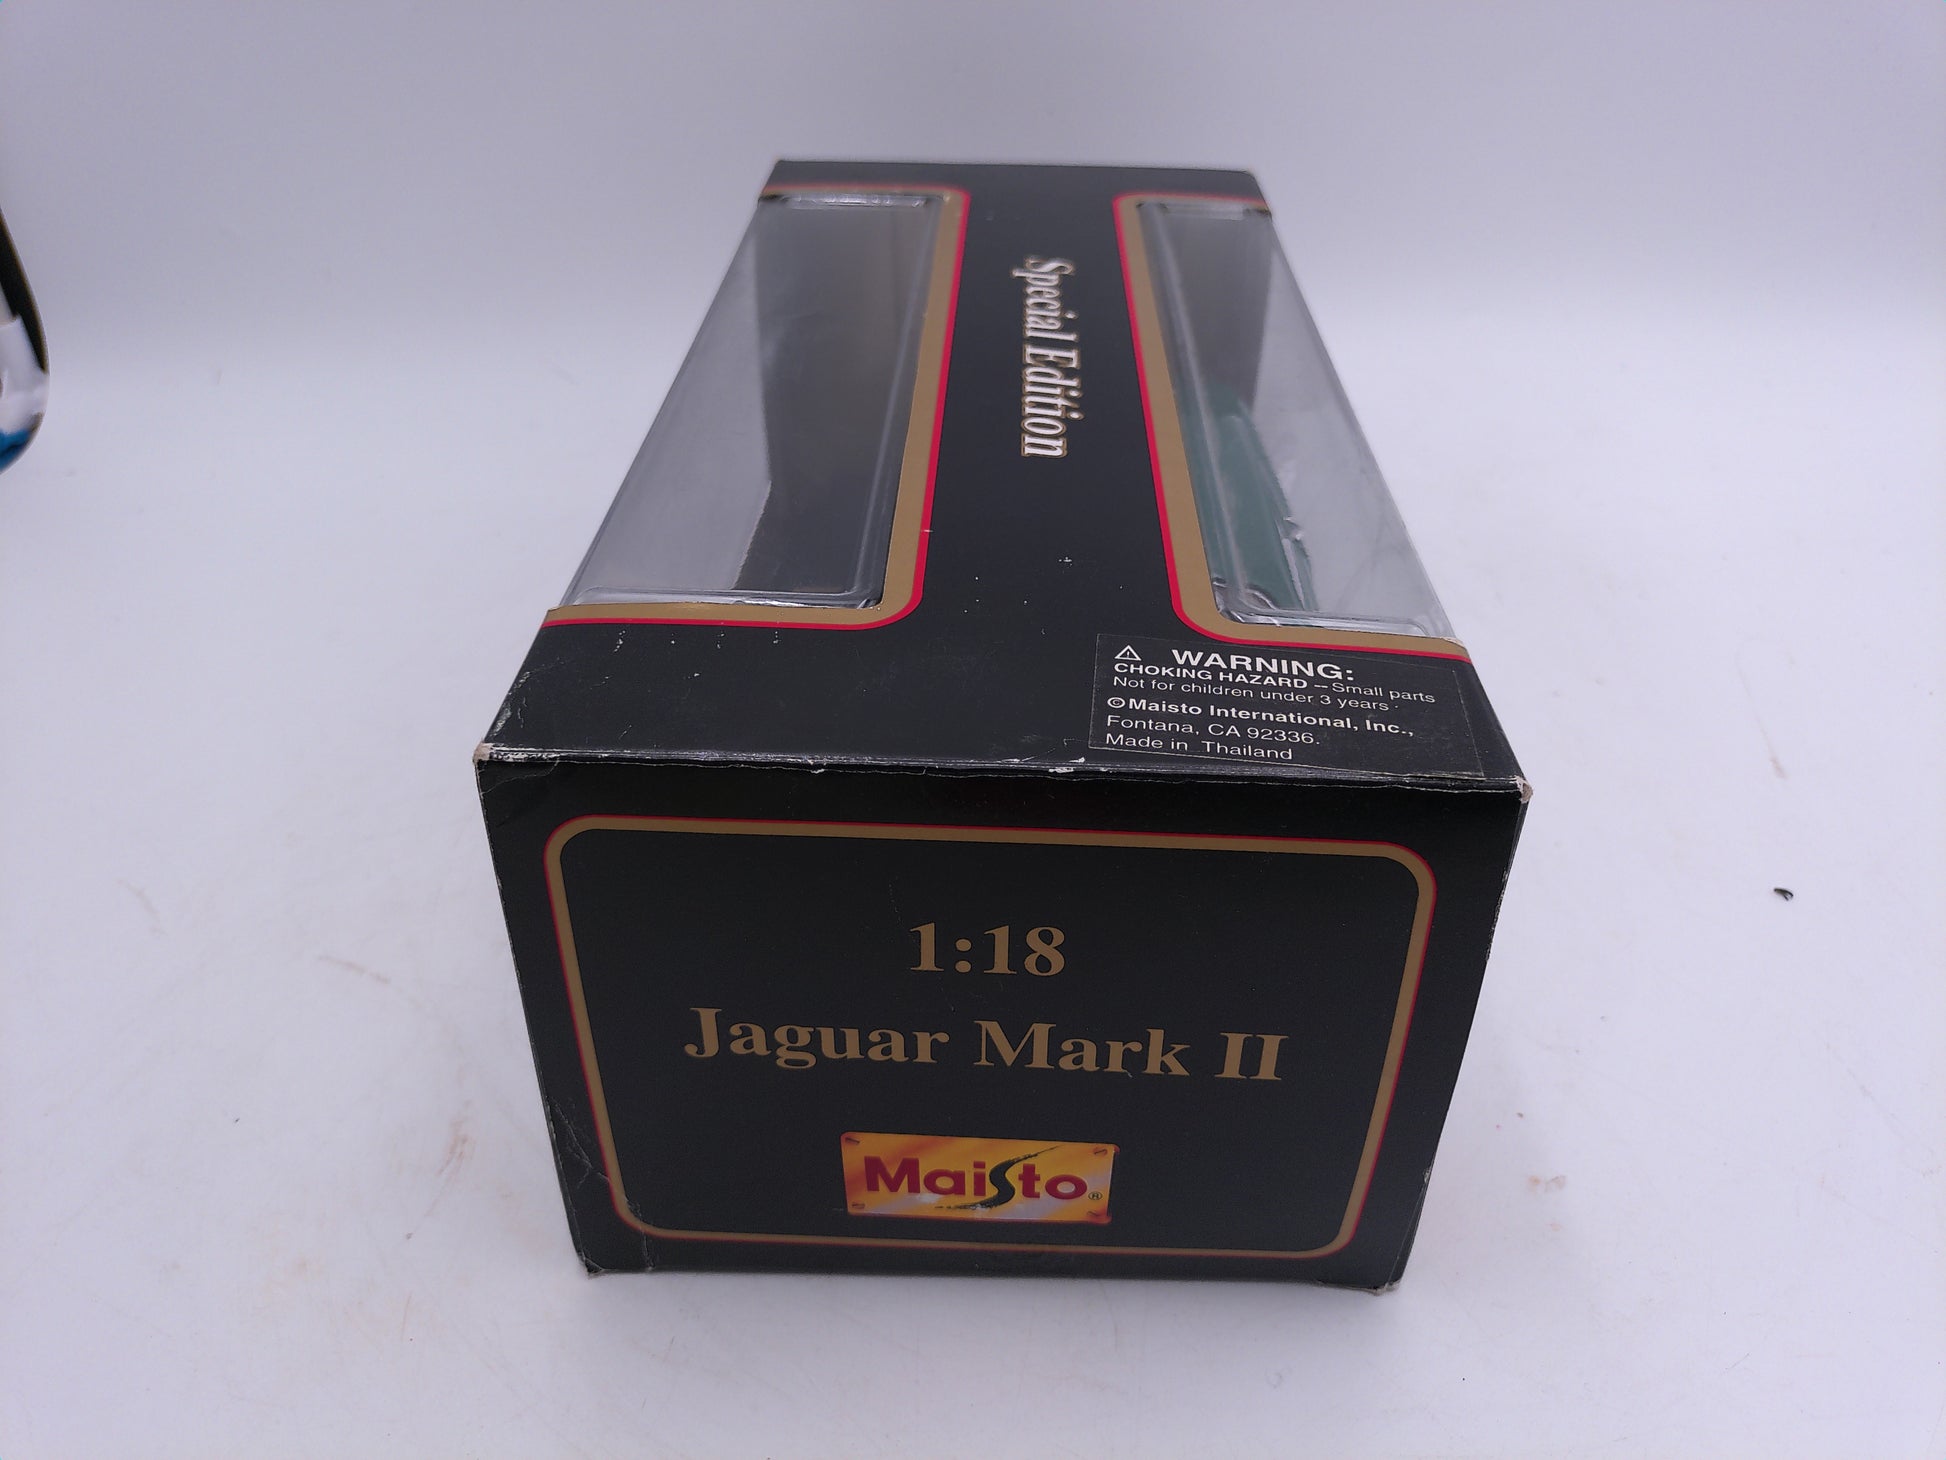 Special Edition
⚠ WARNING:
CHOKING HAZARD -- Small parts
Not for children under 3 years.
©Maisto International, Inc.,
Fontana, CA 92336.
Made in Thailand
1:18
Jaguar Mark II
Maisto®